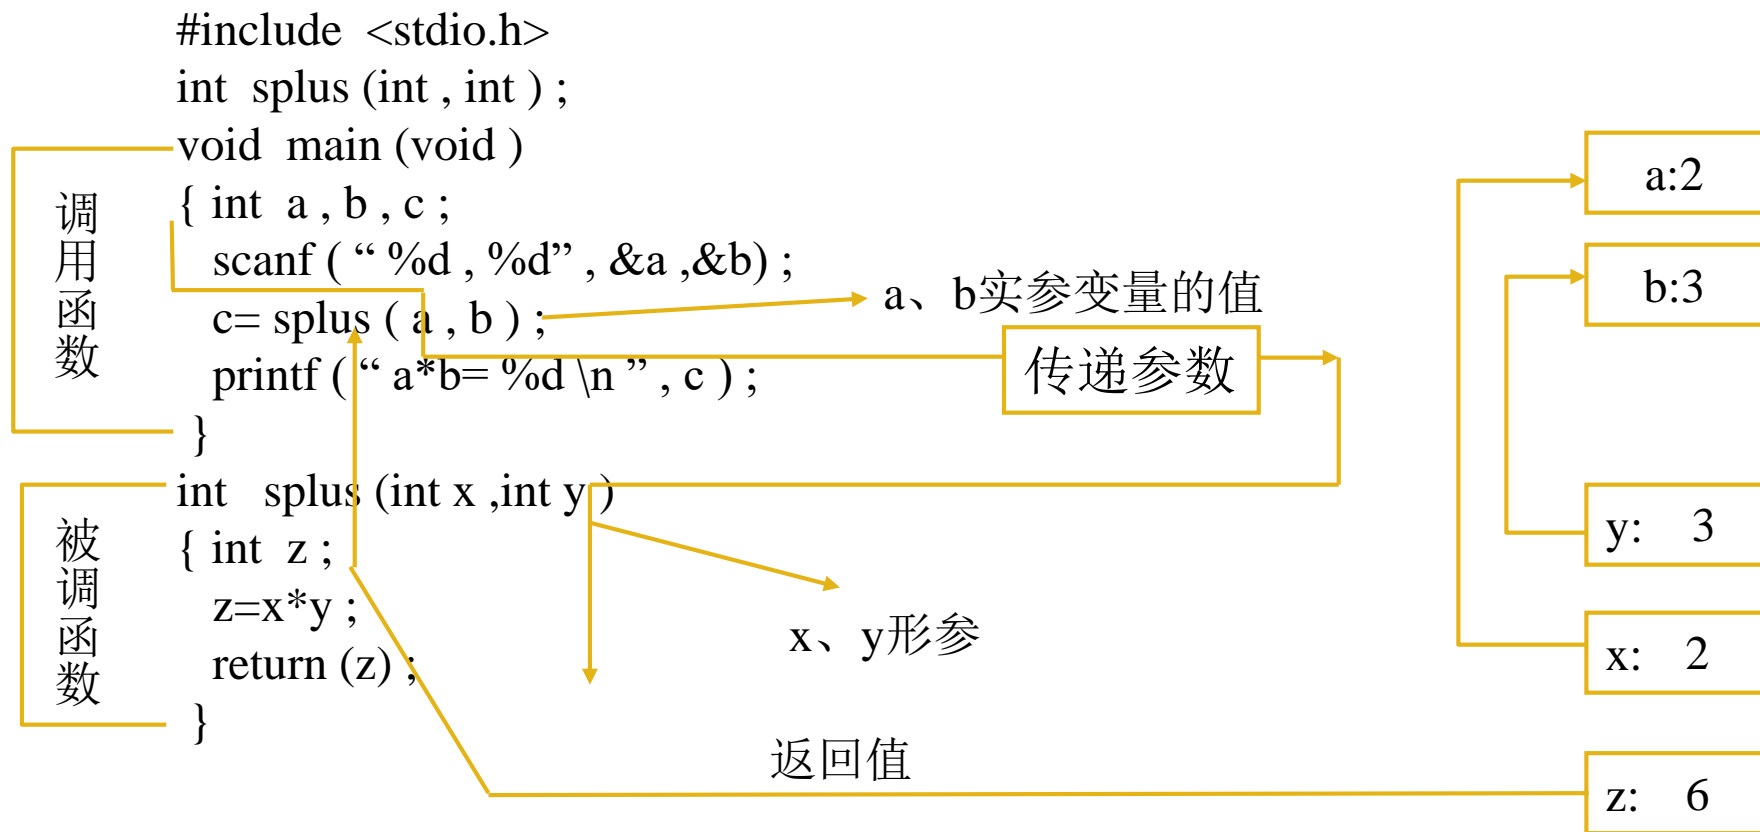 #include <stdio.h>
int splus (int , int ) ;
void main (void )
{ int a , b , c ;
scanf ( “ %d , %d” , &a ,&b) ;
c= splus ( a , b ) ;
printf ( “ a*b= %d \n ” , c ) ;
}
int splus (int x ,int y )
{ int z ;
z=x*y ;
return (z) ;
}
调用函数
被调函数
a、b实参变量的值
传递参数
x、y形参
返回值
a:2
b:3
y: 3
x: 2
z: 6